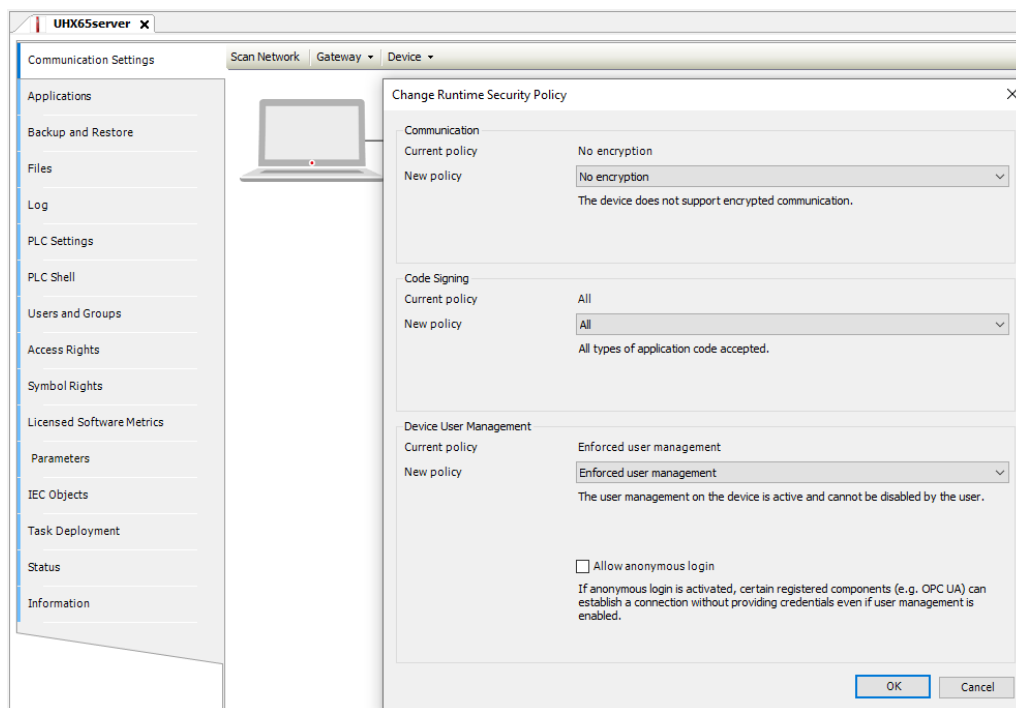 UHX65server
Communication Settings
Applications
Backup and Restore
Files
Log
PLC Settings
PLC Shell
Users and Groups
Access Rights
Symbol Rights
Licensed Software Metrics
Parameters
IEC Objects
Task Deployment
Status
Information
Scan Network Gateway Device
Change Runtime Security Policy
Communication
Current policy No encryption
New policy No encryption
The device does not support encrypted communication.
Code Signing
Current policy All
New policy All
All types of application code accepted.
Device User Management
Current policy Enforced user management
New policy Enforced user management
The user management on the device is active and cannot be disabled by the user.
Allow anonymous login
If anonymous login is activated, certain registered components (e.g. OPC UA) can
establish a connection without providing credentials even if user management is
enabled.
OK Cancel